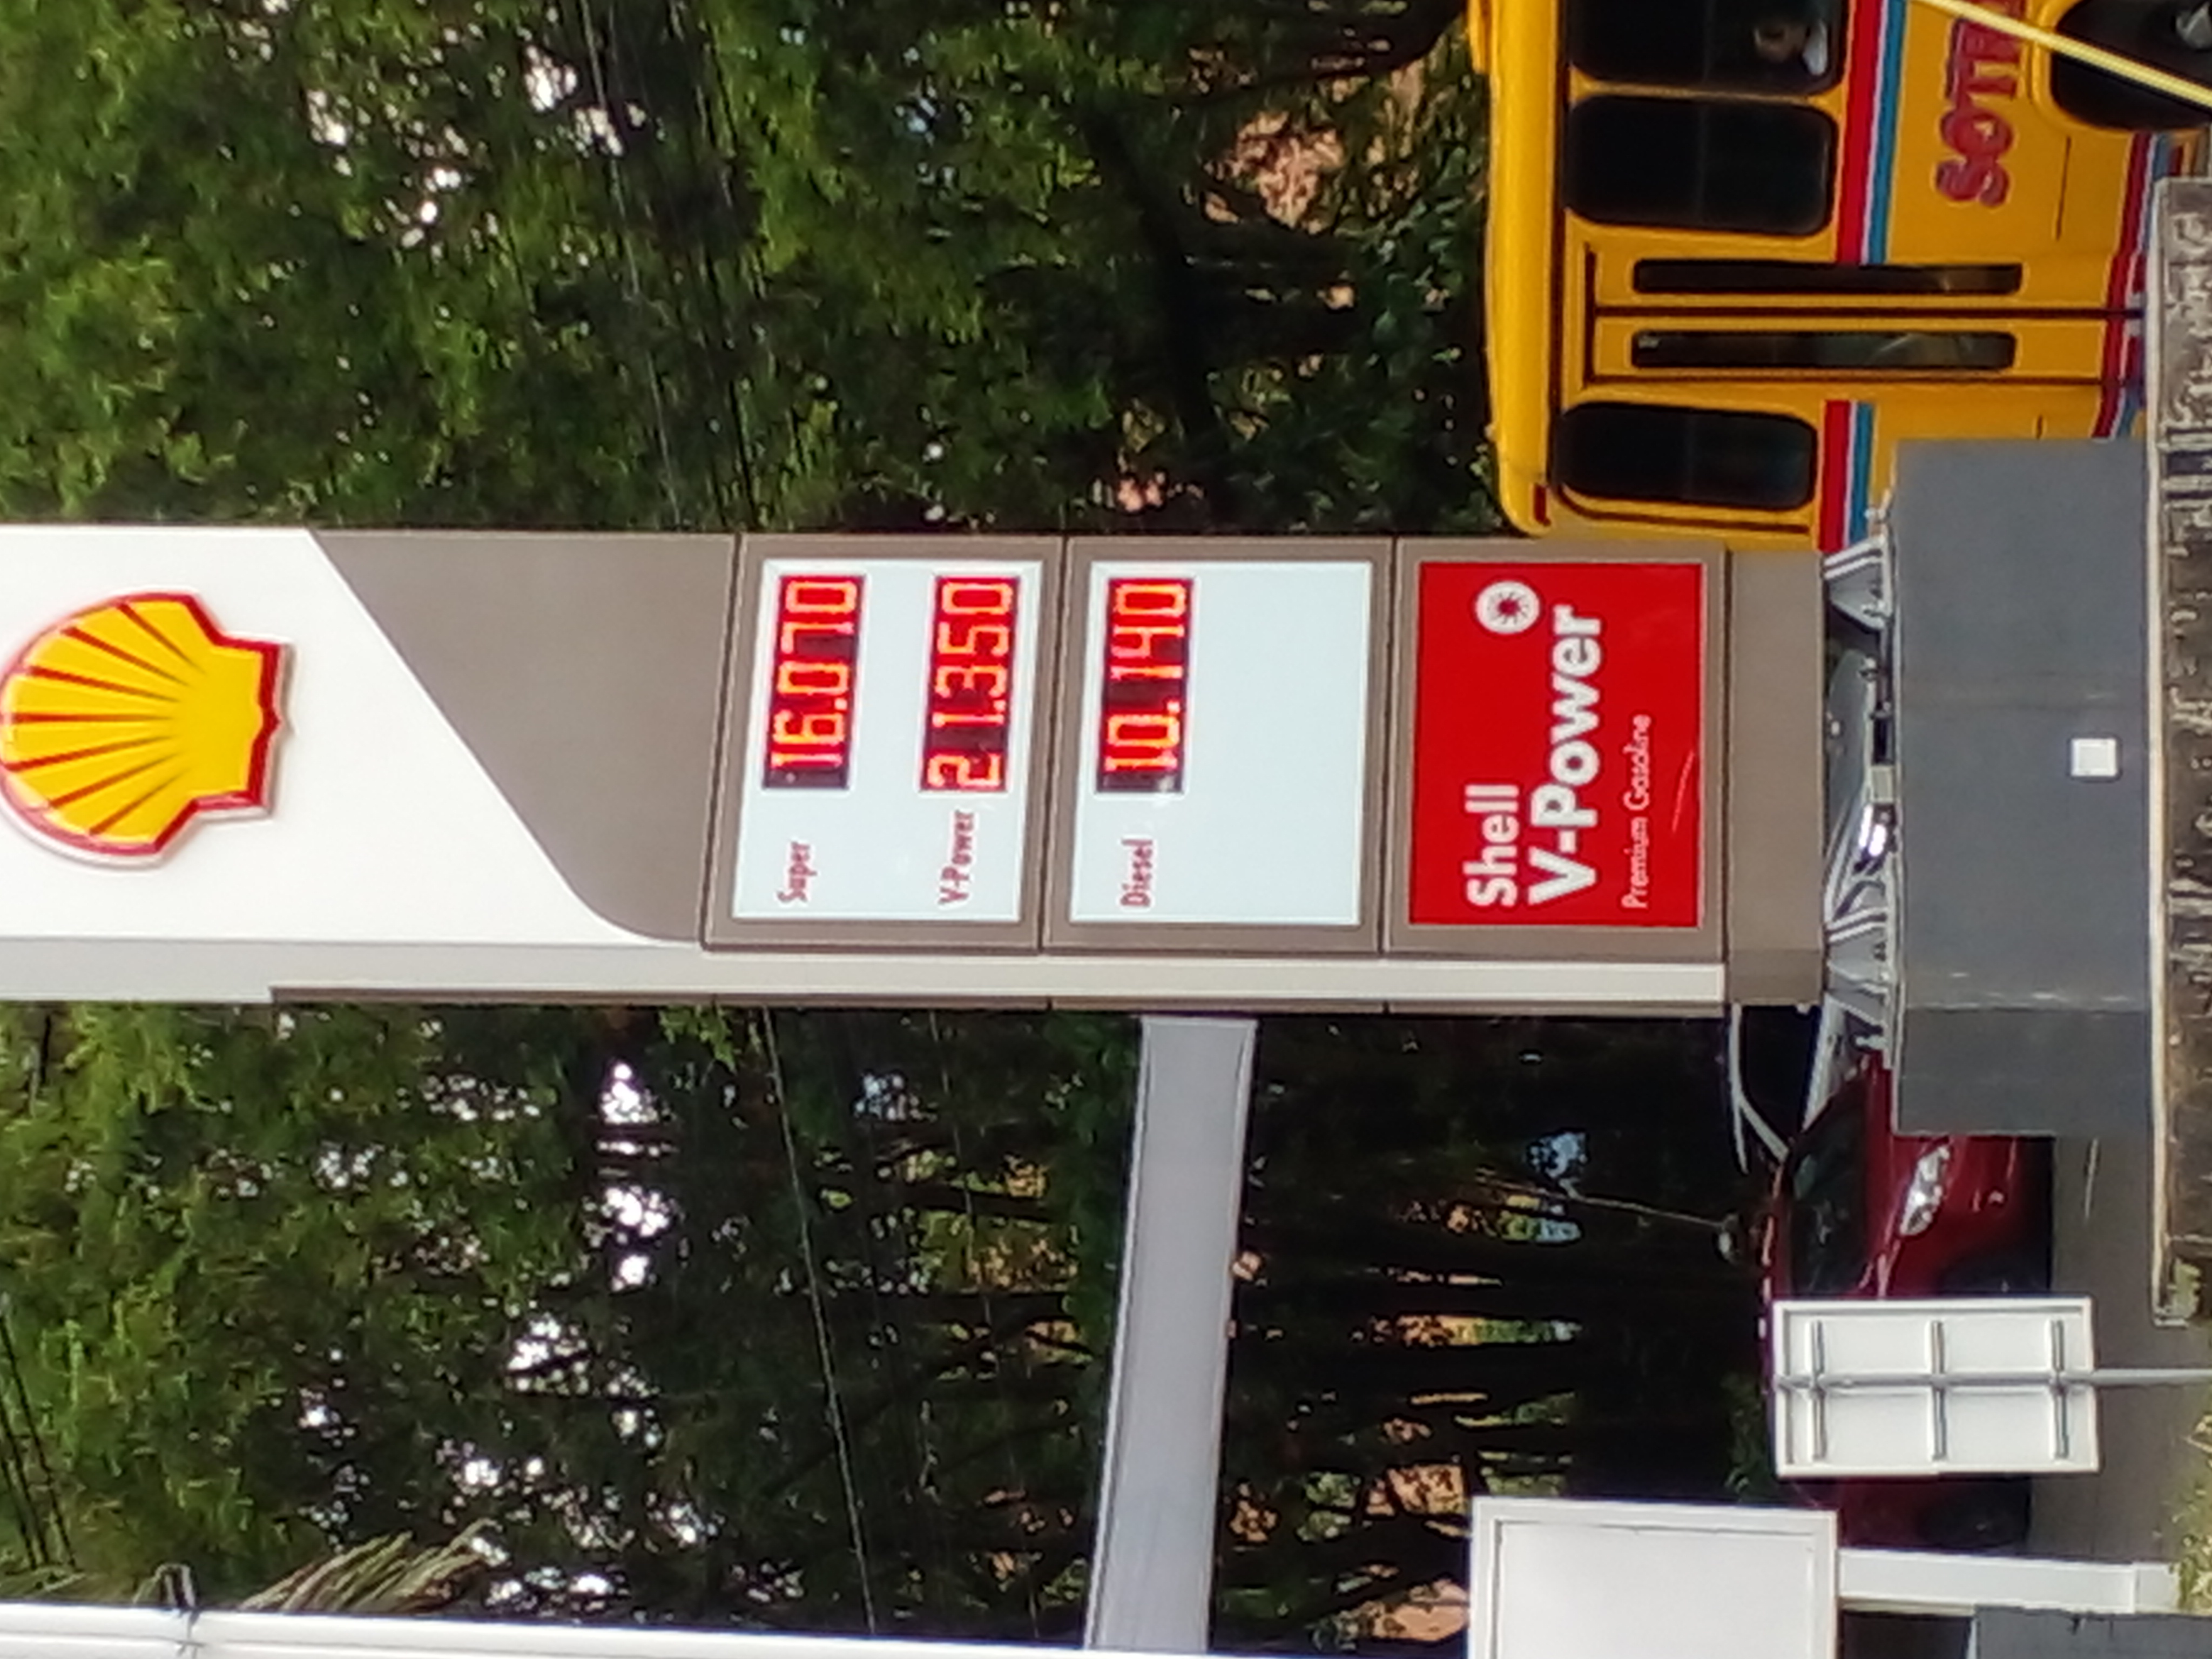 Super 16.070
V-Power 21.350
Diesel 10.140
Shell
V-Power
Premium Gasoline